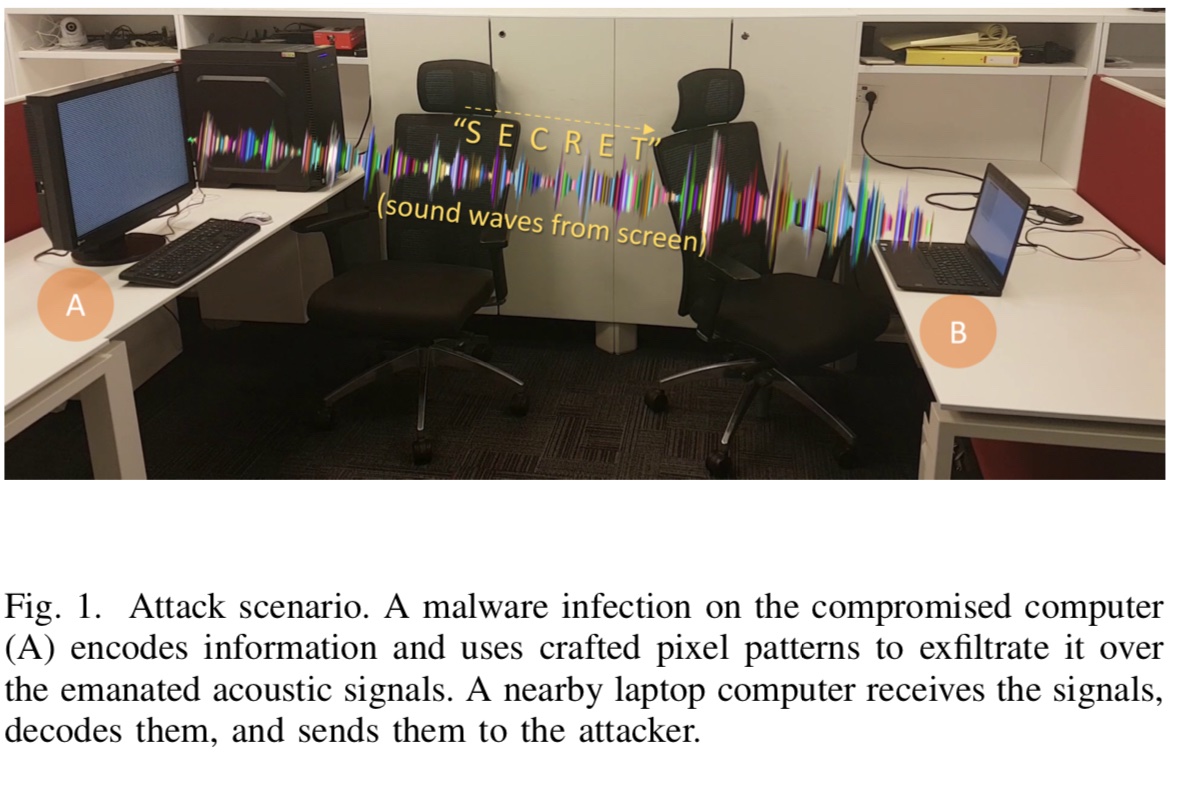 “S E C R E T”
(sound waves from screen)
A
B
Fig. 1. Attack scenario. A malware infection on the compromised computer
(A) encodes information and uses crafted pixel patterns to exfiltrate it over
the emanated acoustic signals. A nearby laptop computer receives the signals,
decodes them, and sends them to the attacker.